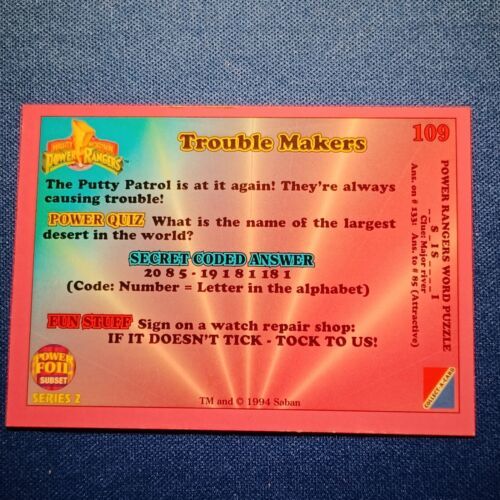 MIGHTY MORPHIN
POWER RANGERS™
Trouble Makers
109
The Putty Patrol is at it again! They're always
causing trouble!
POWER QUIZ What is the name of the largest
desert in the world?
SECRET CODED ANSWER
20 8 5 - 19 1 8 1 18 1
(Code: Number = Letter in the alphabet)
FUN STUFF Sign on a watch repair shop:
IF IT DOESN'T TICK - TOCK TO US!
POWER
FOIL
SUBSET
SERIES 2
TM and © 1994 Saban
POWER RANGERS WORD PUZZLE
_ _ S _ I S _ _ _ _ I
Clue: Major river
Ans. on # 133: Ans. to # 85 (Attractive)
COLLECT-A-CARD